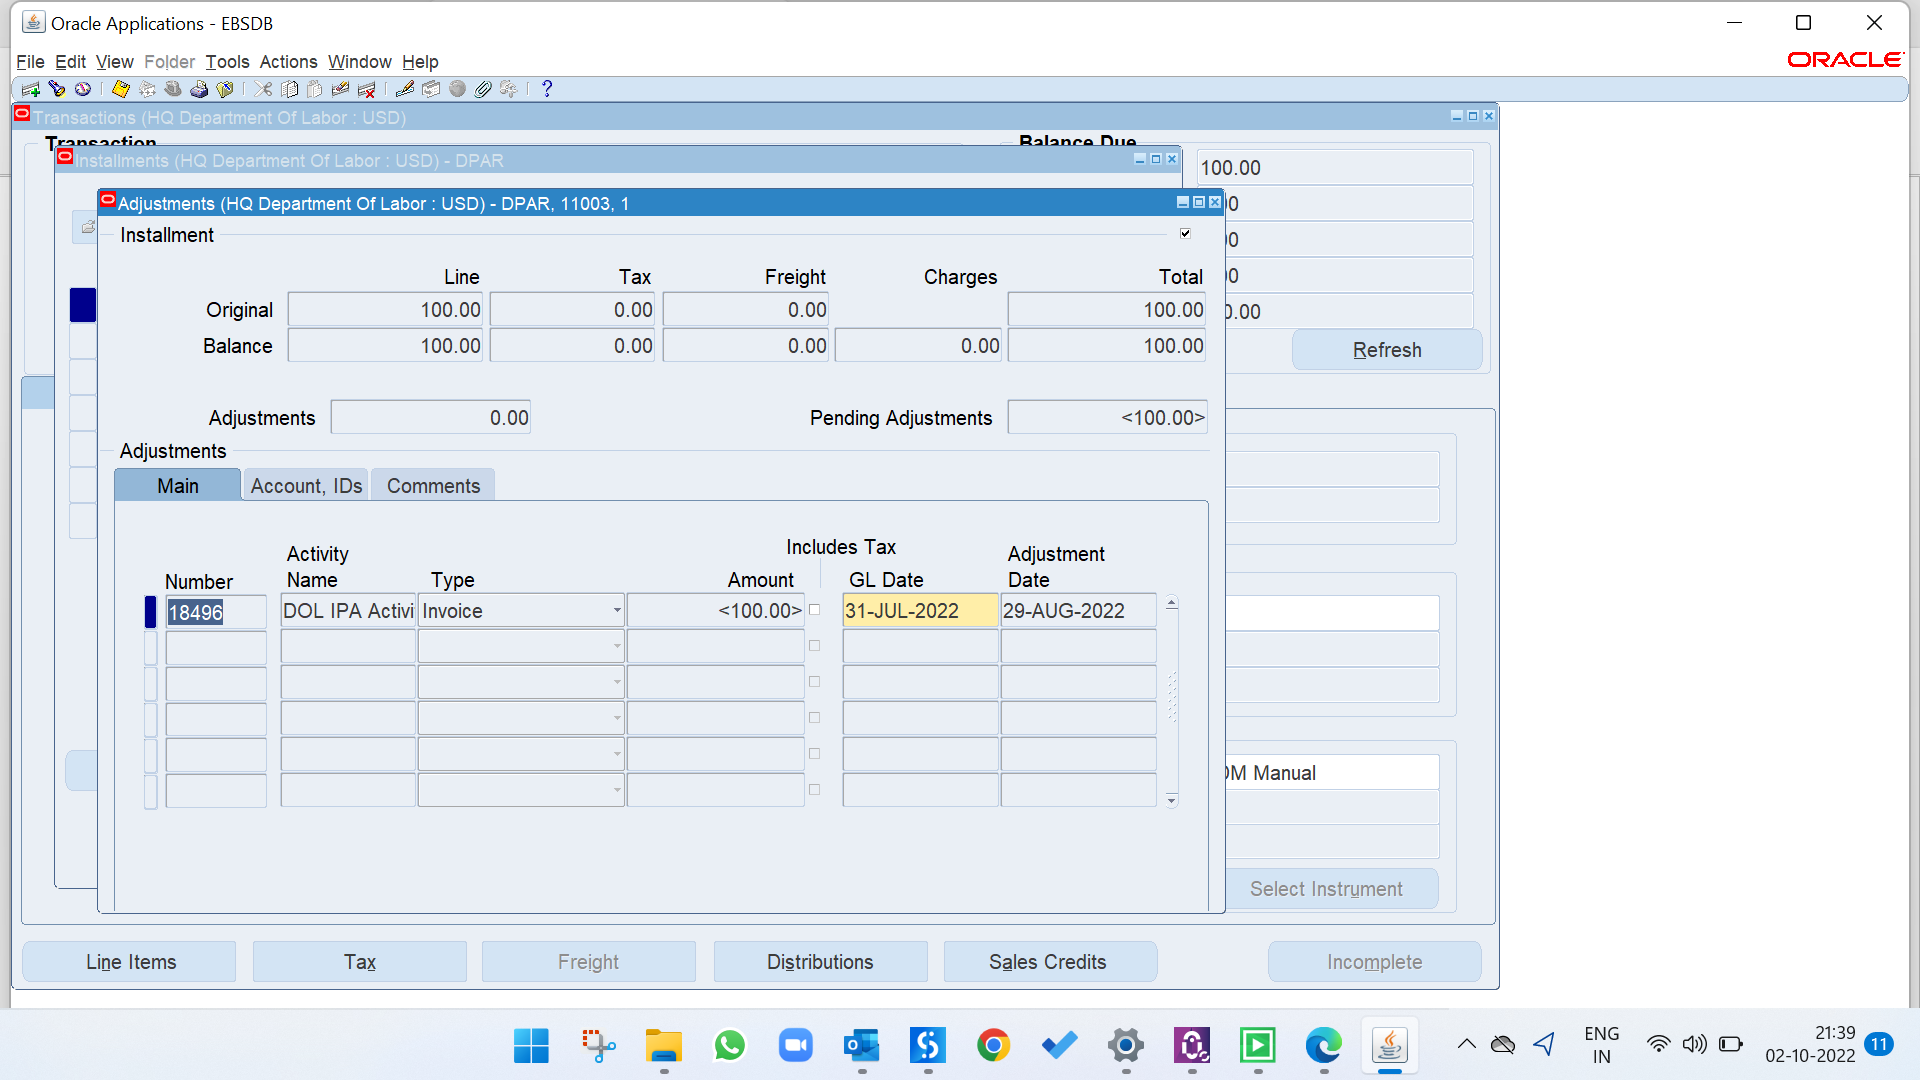 Oracle Applications - EBSDB
File Edit View Folder Tools Actions Window Help
ORACLE
Transactions (HQ Department Of Labor : USD)
Transaction
Balance Due
Installments (HQ Department Of Labor : USD) - DPAR
100.00
Adjustments (HQ Department Of Labor : USD) - DPAR, 11003, 1
Installment
Line Tax Freight Charges Total
Original 100.00 0.00 0.00 100.00
Balance 100.00 0.00 0.00 0.00 100.00
Refresh
Adjustments 0.00 Pending Adjustments <100.00>
Adjustments
Main Account, IDs Comments
Includes Tax
Activity Adjustment
Number Name Type Amount GL Date Date
18496 DOL IPA Activi Invoice <100.00> 31-JUL-2022 29-AUG-2022
Manual
Select Instrument
Line Items Tax Freight Distributions Sales Credits Incomplete
ENG
IN
21:39
02-10-2022
11